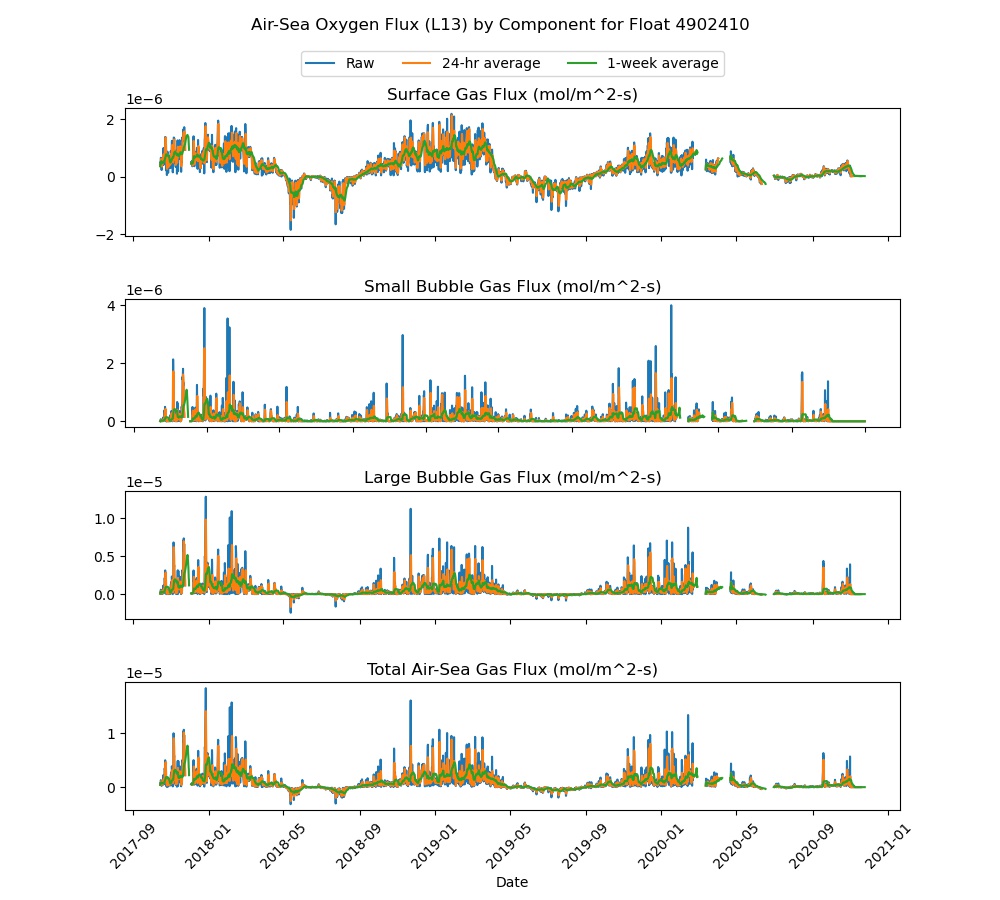 Air-Sea Oxygen Flux (L13) by Component for Float 4902410
Raw 24-hr average 1-week average
1e−6
Surface Gas Flux (mol/m^2-s)
2
0
−2
1e−6
Small Bubble Gas Flux (mol/m^2-s)
4
2
0
1e−5
Large Bubble Gas Flux (mol/m^2-s)
1.0
0.5
0.0
1e−5
Total Air-Sea Gas Flux (mol/m^2-s)
1
0
2017-09 2018-01 2018-05 2018-09 2019-01 2019-05 2019-09 2020-01 2020-05 2020-09 2021-01
Date